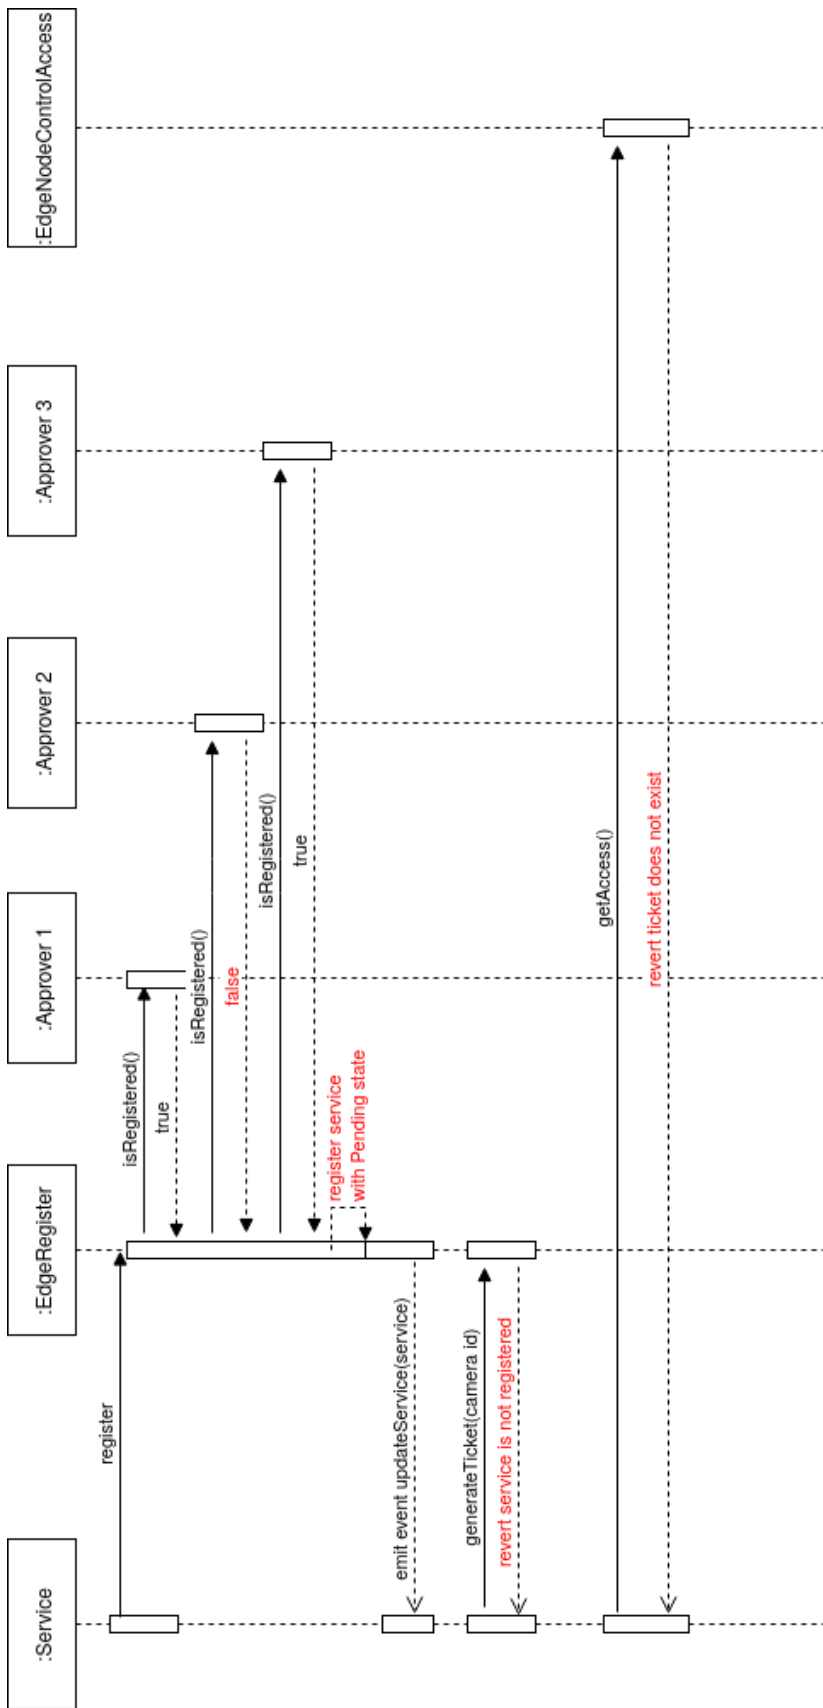 :Service
:EdgeRegister
:Approver 1
:Approver 2
:Approver 3
:EdgeNodeControlAccess
register
isRegistered()
true
isRegistered()
false
isRegistered()
true
register service
with Pending state
emit event updateService(service)
generateTicket(camera id)
revert service is not registered
getAccess()
revert ticket does not exist